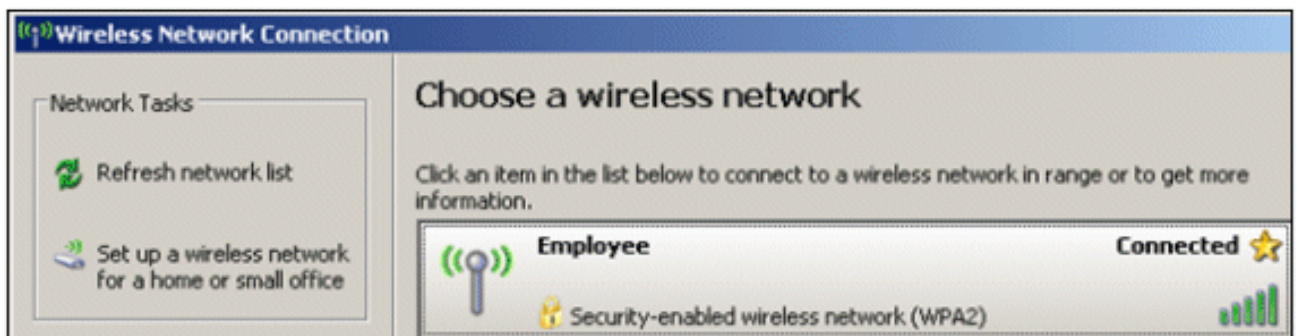 Wireless Network Connection
Network Tasks
Refresh network list
Set up a wireless network
for a home or small office
Choose a wireless network
Click an item in the list below to connect to a wireless network in range or to get more
information.
Employee
Connected
Security-enabled wireless network (WPA2)